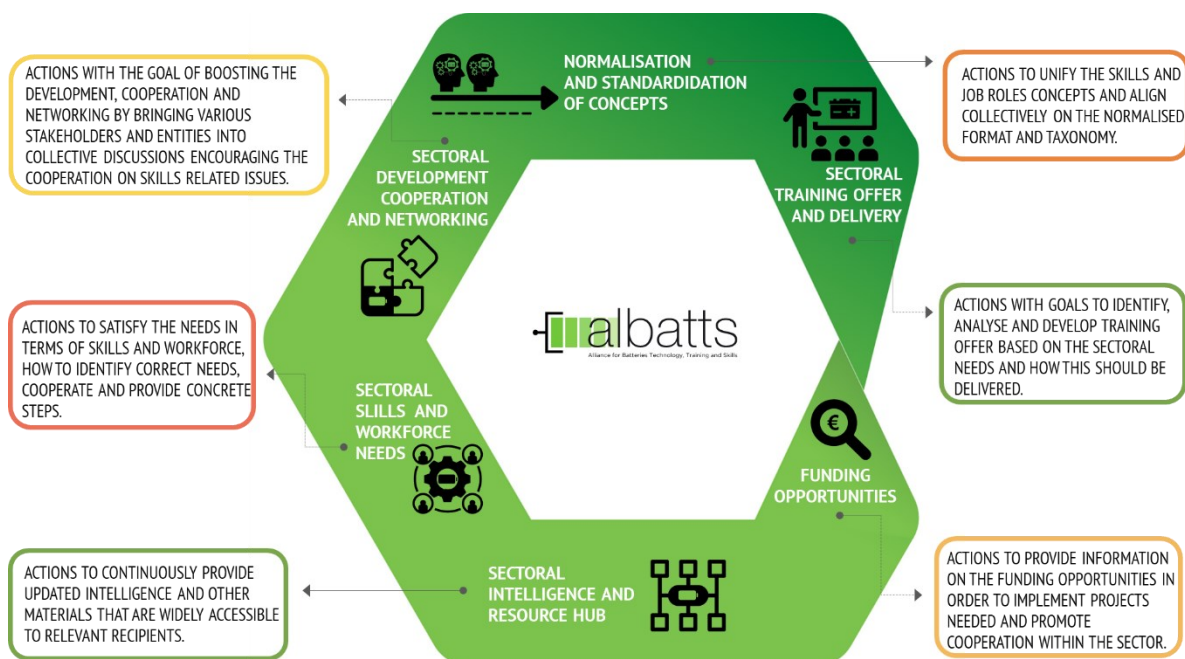 NORMALISATION
AND STANDARDIDATION
OF CONCEPTS
ACTIONS TO UNIFY THE SKILLS AND
JOB ROLES CONCEPTS AND ALIGN
COLLECTIVELY ON THE NORMALISED
FORMAT AND TAXONOMY.
ACTIONS WITH THE GOAL OF BOOSTING THE
DEVELOPMENT, COOPERATION AND
NETWORKING BY BRINGING VARIOUS
STAKEHOLDERS AND ENTITIES INTO
COLLECTIVE DISCUSSIONS ENCOURAGING THE
COOPERATION ON SKILLS RELATED ISSUES.
SECTORAL
DEVELOPMENT
COOPERATION
AND NETWORKING
SECTORAL
TRAINING OFFER
AND DELIVERY
ACTIONS WITH GOALS TO IDENTIFY,
ANALYSE AND DEVELOP TRAINING
OFFER BASED ON THE SECTORAL
NEEDS AND HOW THIS SHOULD BE
DELIVERED.
albatts
Alliance for Batteries Technology, Training and Skills
ACTIONS TO SATISFY THE NEEDS IN
TERMS OF SKILLS AND WORKFORCE,
HOW TO IDENTIFY CORRECT NEEDS,
COOPERATE AND PROVIDE CONCRETE
STEPS.
SECTORAL
SLILLS AND
WORKFORCE
NEEDS
€
FUNDING
OPPORTUNITIES
ACTIONS TO PROVIDE INFORMATION
ON THE FUNDING OPPORTUNITIES IN
ORDER TO IMPLEMENT PROJECTS
NEEDED AND PROMOTE
COOPERATION WITHIN THE SECTOR.
ACTIONS TO CONTINUOUSLY PROVIDE
UPDATED INTELLIGENCE AND OTHER
MATERIALS THAT ARE WIDELY ACCESSIBLE
TO RELEVANT RECIPIENTS.
SECTORAL
INTELLIGENCE AND
RESOURCE HUB